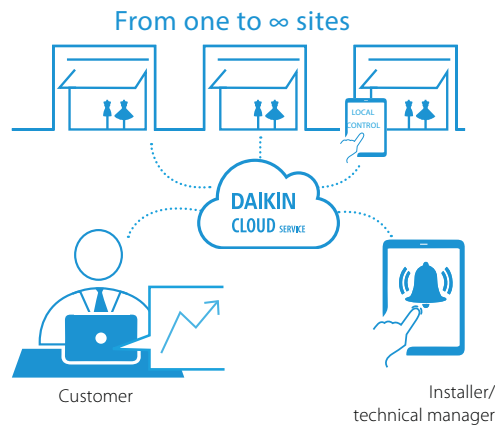 From one to ∞ sites
LOCAL
CONTROL
DAIKIN
CLOUD SERVICE
Customer
Installer/
technical manager